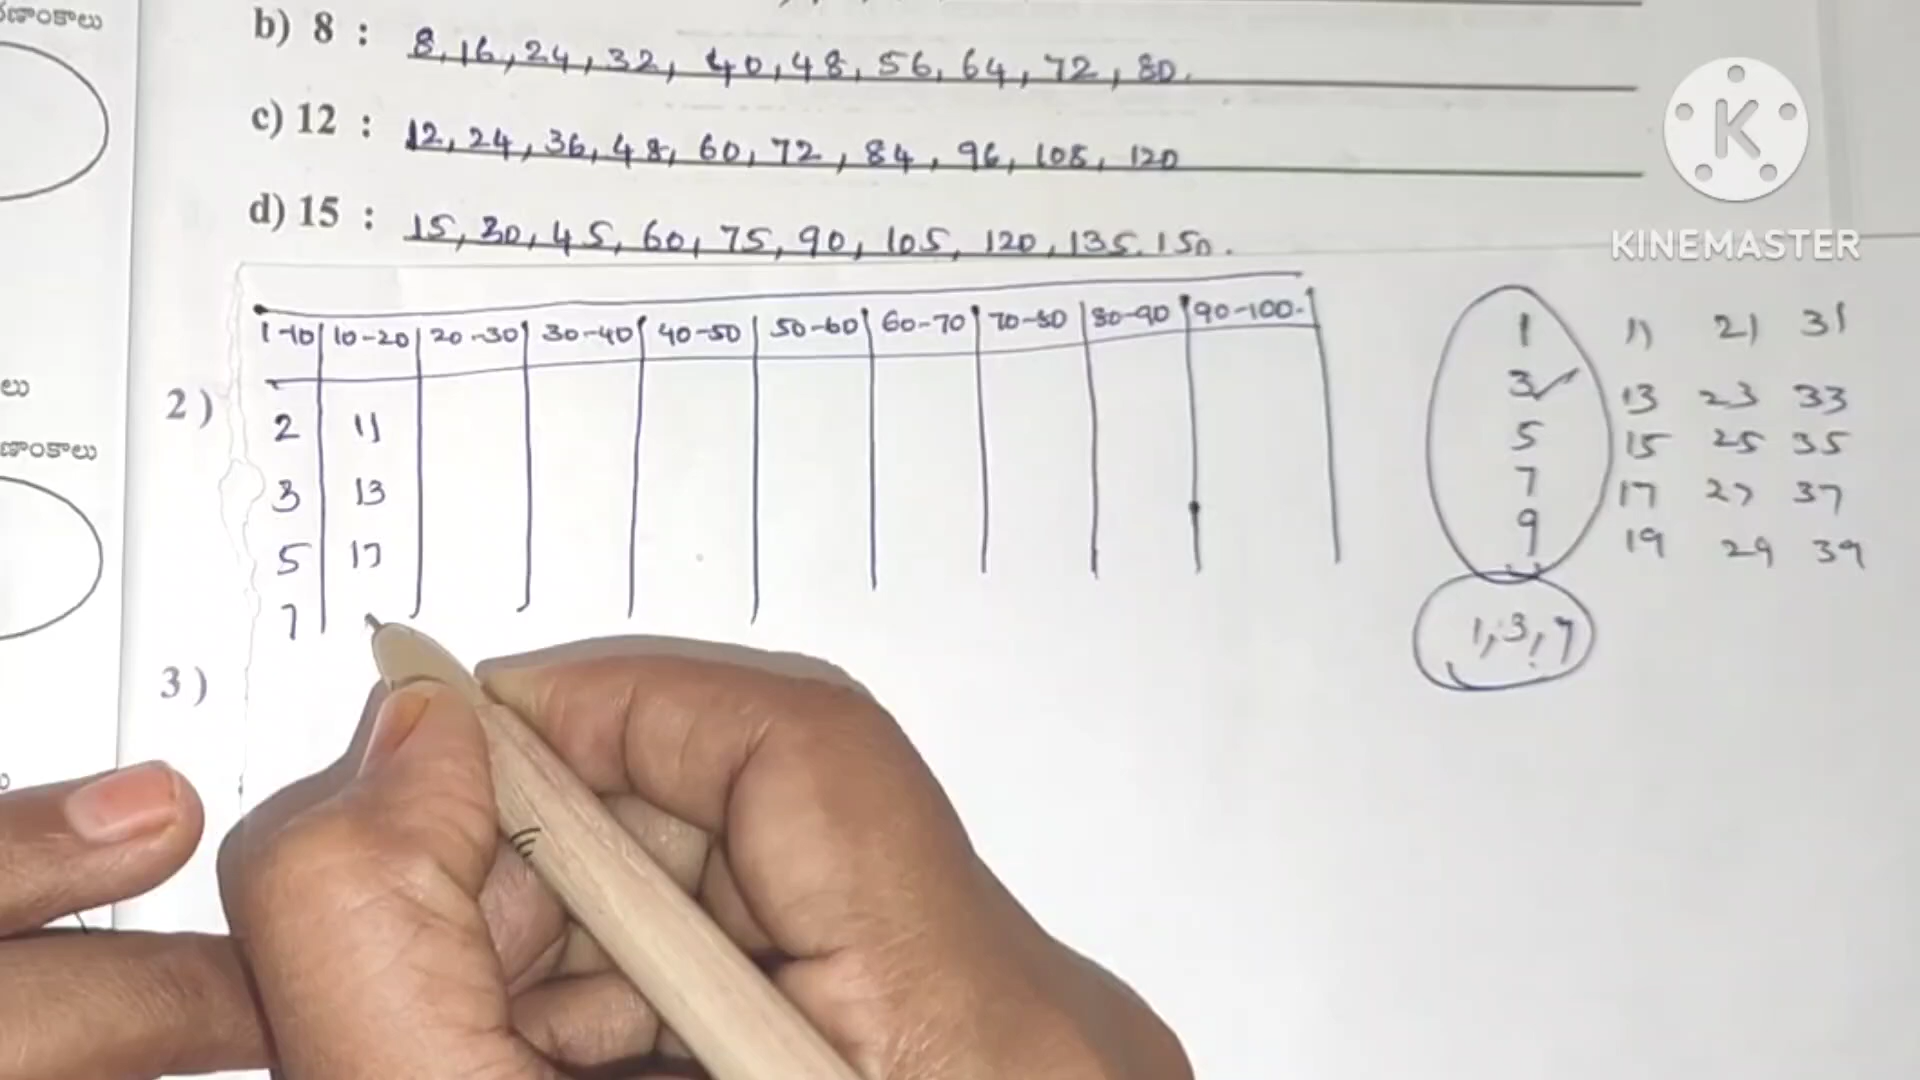 b) 8 : 8, 16, 24, 32, 40, 48, 56, 64, 72, 80.
c) 12 : 12, 24, 36, 48, 60, 72, 84, 96, 108, 120
d) 15 : 15, 30, 45, 60, 75, 90, 105, 120, 135, 150.
KINEMASTER
1-10 10-20 20-30 30-40 40-50 50-60 60-70 70-80 80-90 90-100.
2)
2 11
3 13
5 17
7
1 11 21 31
3 ✓ 13 23 33
5 15 25 35
7 17 27 37
9 19 29 39
1, 3, 7
3)